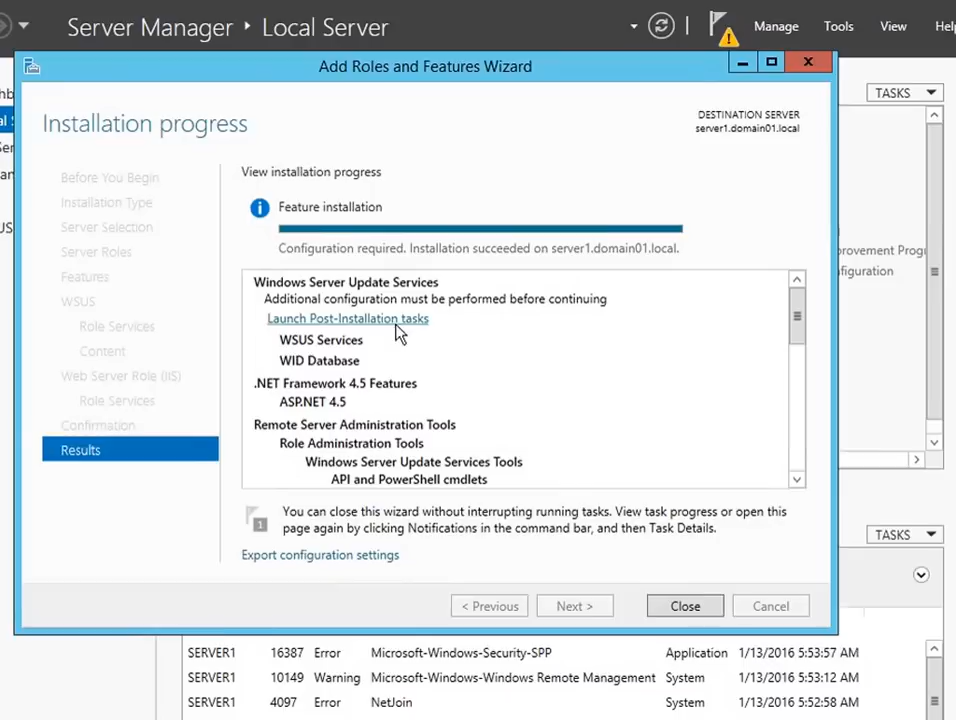 Server Manager ‣ Local Server
Manage
Tools
View
Add Roles and Features Wizard
TASKS
Installation progress
DESTINATION SERVER
server1.domain01.local
Before You Begin
Installation Type
Server Selection
Server Roles
Features
WSUS
Role Services
Content
Web Server Role (IIS)
Role Services
Confirmation
Results
View installation progress
Feature installation
Configuration required. Installation succeeded on server1.domain01.local.
Windows Server Update Services
Additional configuration must be performed before continuing
Launch Post-Installation tasks
WSUS Services
WID Database
.NET Framework 4.5 Features
ASP.NET 4.5
Remote Server Administration Tools
Role Administration Tools
Windows Server Update Services Tools
API and PowerShell cmdlets
1
You can close this wizard without interrupting running tasks. View task progress or open this
page again by clicking Notifications in the command bar, and then Task Details.
Export configuration settings
< Previous
Next >
Close
Cancel
TASKS
SERVER1 16387 Error Microsoft-Windows-Security-SPP Application 1/13/2016 5:53:57 AM
SERVER1 10149 Warning Microsoft-Windows-Windows Remote Management System 1/13/2016 5:53:12 AM
SERVER1 4097 Error NetJoin System 1/13/2016 5:52:58 AM